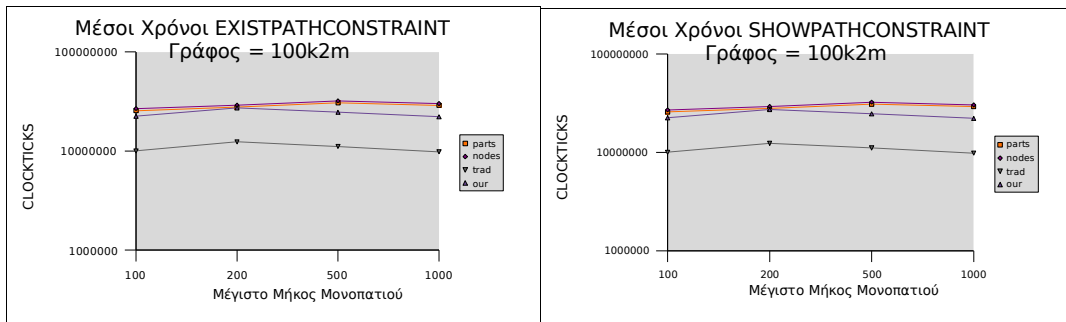 Μέσοι Χρόνοι EXISTPATHCONSTRAINT
Γράφος = 100k2m
100000000
10000000
1000000
CLOCKTICKS
100
200
500
1000
Μέγιστο Μήκος Μονοπατιού
parts
nodes
trad
our
Μέσοι Χρόνοι SHOWPATHCONSTRAINT
Γράφος = 100k2m
100000000
10000000
1000000
CLOCKTICKS
100
200
500
1000
Μέγιστο Μήκος Μονοπατιού
parts
nodes
trad
our